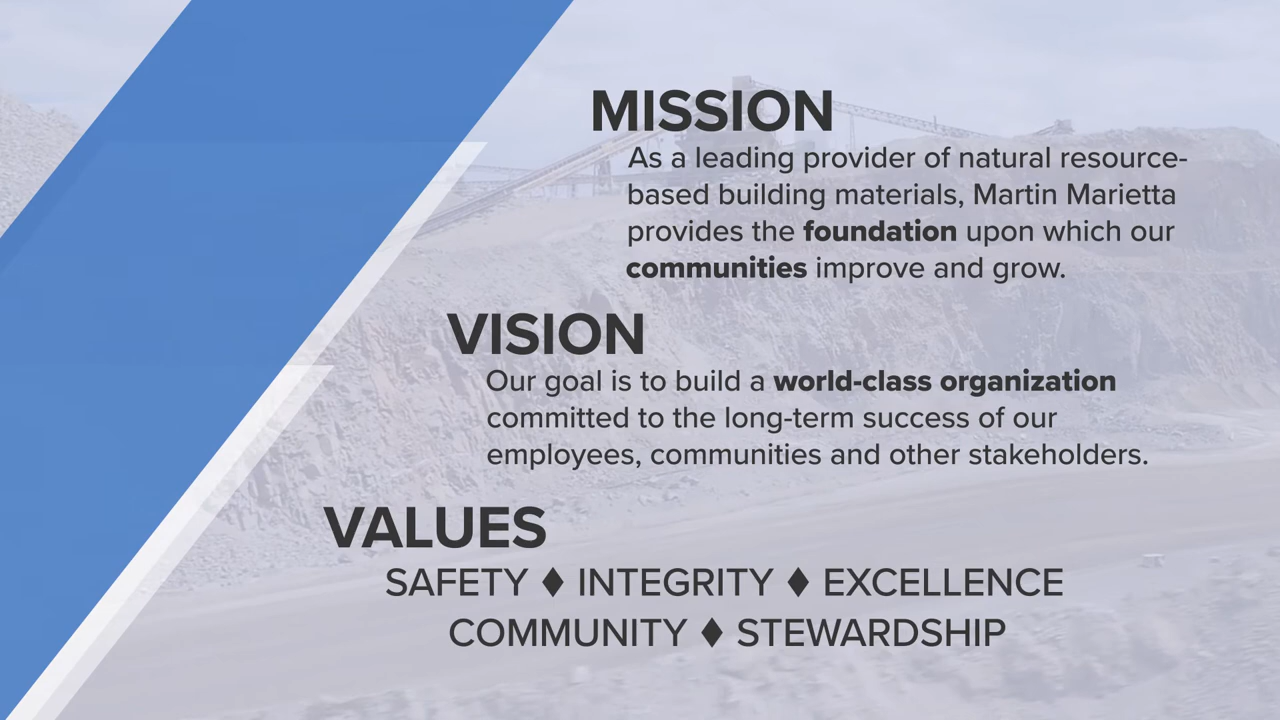 MISSION
As a leading provider of natural resource-
based building materials, Martin Marietta
provides the foundation upon which our
communities improve and grow.
VISION
Our goal is to build a world-class organization
committed to the long-term success of our
employees, communities and other stakeholders.
VALUES
SAFETY ♦ INTEGRITY ♦ EXCELLENCE
COMMUNITY ♦ STEWARDSHIP